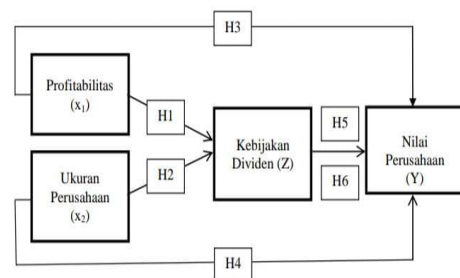 H3
Profitabilitas
(x₁)
H1
Kebijakan
Dividen (Z)
H5
Nilai
Perusahaan
(Y)
Ukuran
Perusahaan
(x₂)
H2
H6
H4